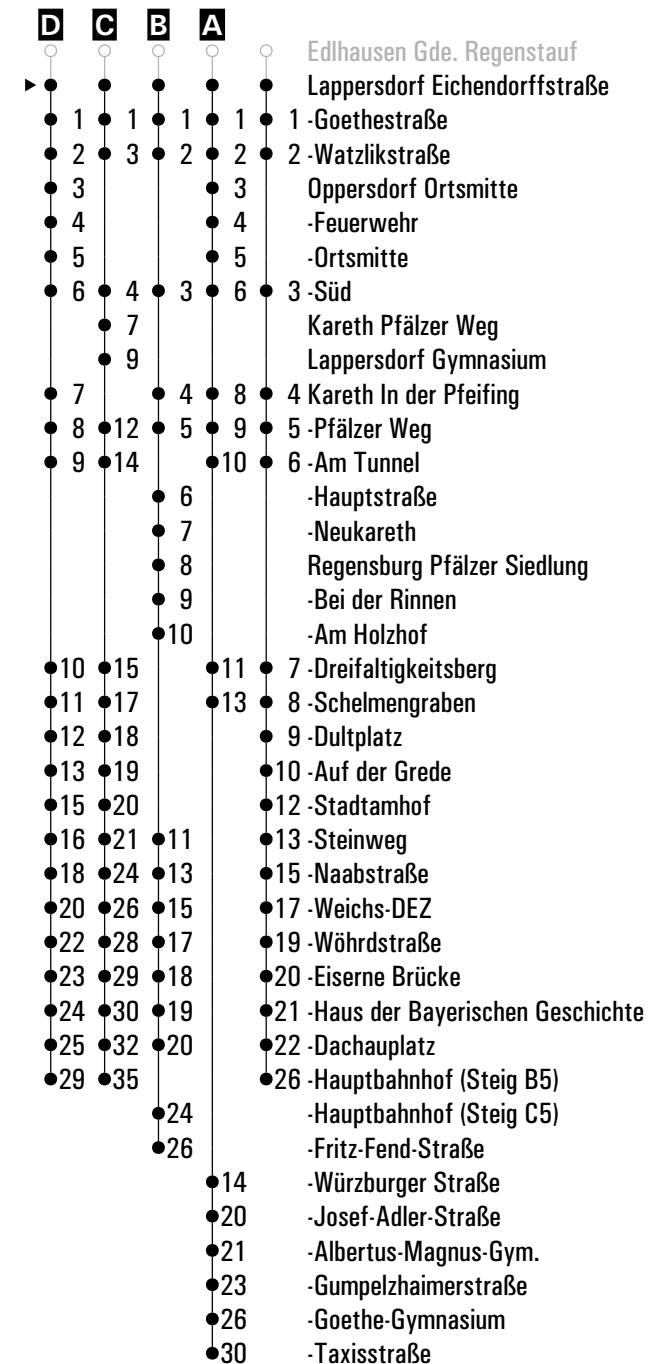 D C B A
Edlhausen Gde. Regenstauf
Lappersdorf Eichendorffstraße
1 1 1 1 1 -Goethestraße
2 3 2 2 2 -Watzlikstraße
3 3 Oppersdorf Ortsmitte
4 4 -Feuerwehr
5 5 -Ortsmitte
6 4 3 6 3 -Süd
7 Kareth Pfälzer Weg
9 Lappersdorf Gymnasium
7 4 8 4 Kareth In der Pfeifing
8 12 5 9 5 -Pfälzer Weg
9 14 10 6 -Am Tunnel
6 -Hauptstraße
7 -Neukareth
8 Regensburg Pfälzer Siedlung
9 -Bei der Rinnen
10 -Am Holzhof
10 15 11 7 -Dreifaltigkeitsberg
11 17 13 8 -Schelmengraben
12 18 9 -Dultplatz
13 19 10 -Auf der Grede
15 20 12 -Stadtamhof
16 21 11 13 -Steinweg
18 24 13 15 -Naabstraße
20 26 15 17 -Weichs-DEZ
22 28 17 19 -Wöhrdstraße
23 29 18 20 -Eiserne Brücke
24 30 19 21 -Haus der Bayerischen Geschichte
25 32 20 22 -Dachauplatz
29 35 26 -Hauptbahnhof (Steig B5)
24 -Hauptbahnhof (Steig C5)
26 -Fritz-Fend-Straße
14 -Würzburger Straße
20 -Josef-Adler-Straße
21 -Albertus-Magnus-Gym.
23 -Gumpelzhaimerstraße
26 -Goethe-Gymnasium
30 -Taxisstraße